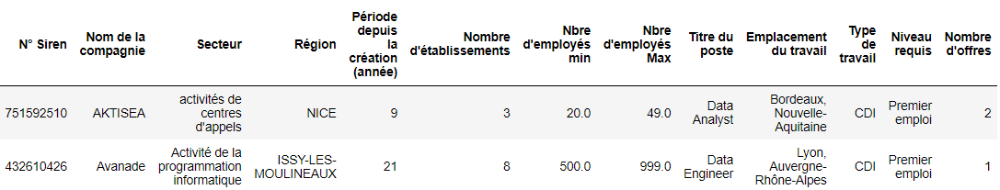 N° Siren Nom de la compagnie Secteur Région Période depuis la création (année) Nombre d'établissements Nbre d'employés min Nbre d'employés Max Titre du poste Emplacement du travail Type de travail Niveau requis Nombre d'offres
751592510 AKTISEA activités de centres d'appels NICE 9 3 20.0 49.0 Data Analyst Bordeaux, Nouvelle-Aquitaine CDI Premier emploi 2
432610426 Avanade Activité de la programmation informatique ISSY-LES-MOULINEAUX 21 8 500.0 999.0 Data Engineer Lyon, Auvergne-Rhône-Alpes CDI Premier emploi 1